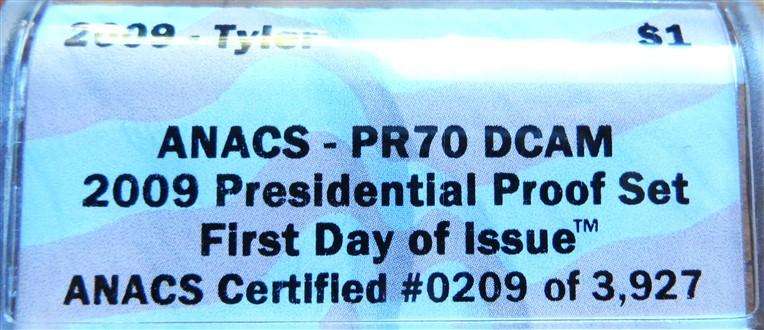 2009 - Tyler $1
ANACS - PR70 DCAM
2009 Presidential Proof Set
First Day of Issue™
ANACS Certified #0209 of 3,927